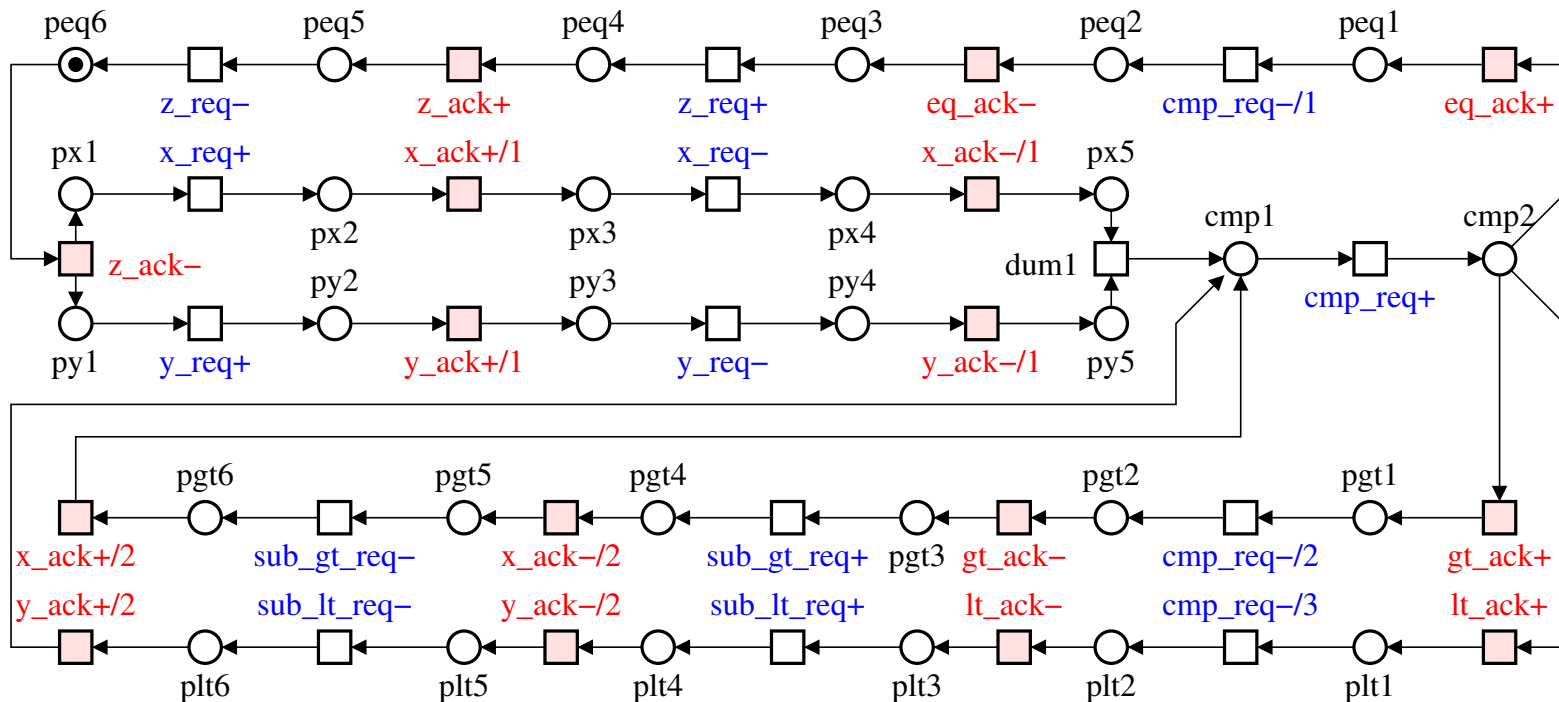 peq6 peq5 peq4 peq3 peq2 peq1
z_req− z_ack+ z_req+ eq_ack− cmp_req−/1 eq_ack+
px1 x_req+ x_ack+/1 x_req− x_ack−/1 px5
cmp1 cmp2
px2 px3 px4
z_ack− dum1
py2 py3 py4 cmp_req+
py1 y_req+ y_ack+/1 y_req− y_ack−/1 py5
pgt6 pgt5 pgt4 pgt2 pgt1
x_ack+/2 sub_gt_req− x_ack−/2 sub_gt_req+ pgt3 gt_ack− cmp_req−/2 gt_ack+
y_ack+/2 sub_lt_req− y_ack−/2 sub_lt_req+ lt_ack− cmp_req−/3 lt_ack+
plt6 plt5 plt4 plt3 plt2 plt1